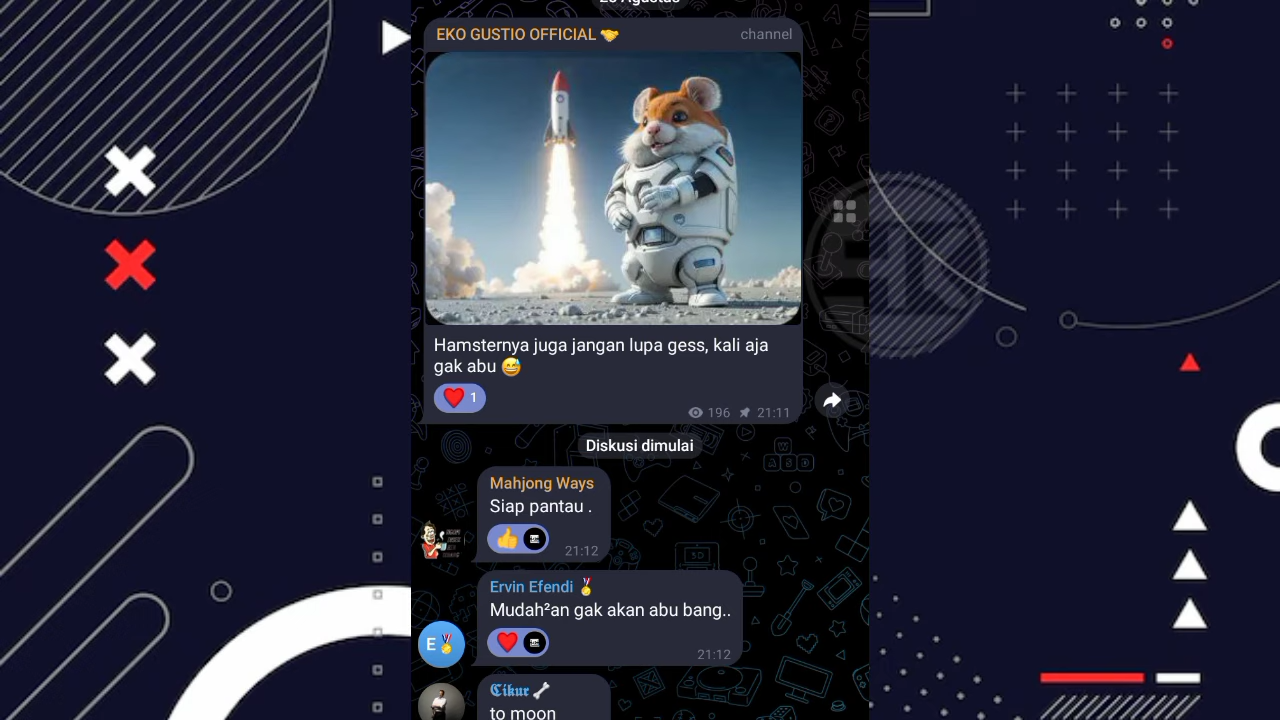 EKO GUSTIO OFFICIAL 🤝
channel
Hamsternya juga jangan lupa gess, kali aja
gak abu 😅
❤️ 1
196 21:11
Diskusi dimulai
Mahjong Ways
Siap pantau .
👍
21:12
Ervin Efendi 🏅
Mudah²an gak akan abu bang..
❤️
21:12
E🏅
𝕮𝖎𝖐𝖚𝖗 🦴
to moon